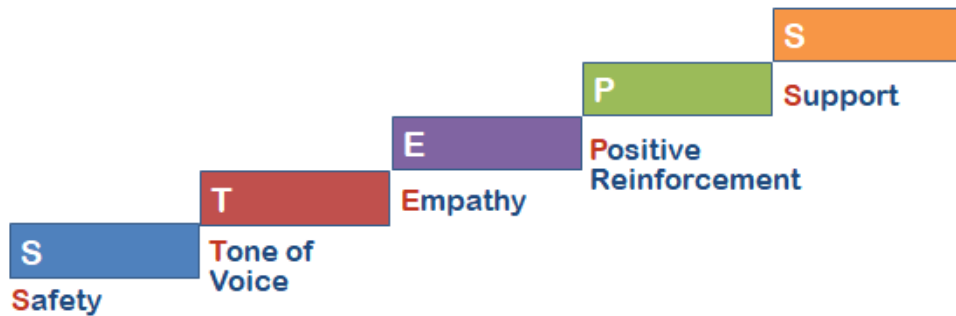 S
Safety
T
Tone of
Voice
E
Empathy
P
Positive
Reinforcement
S
Support